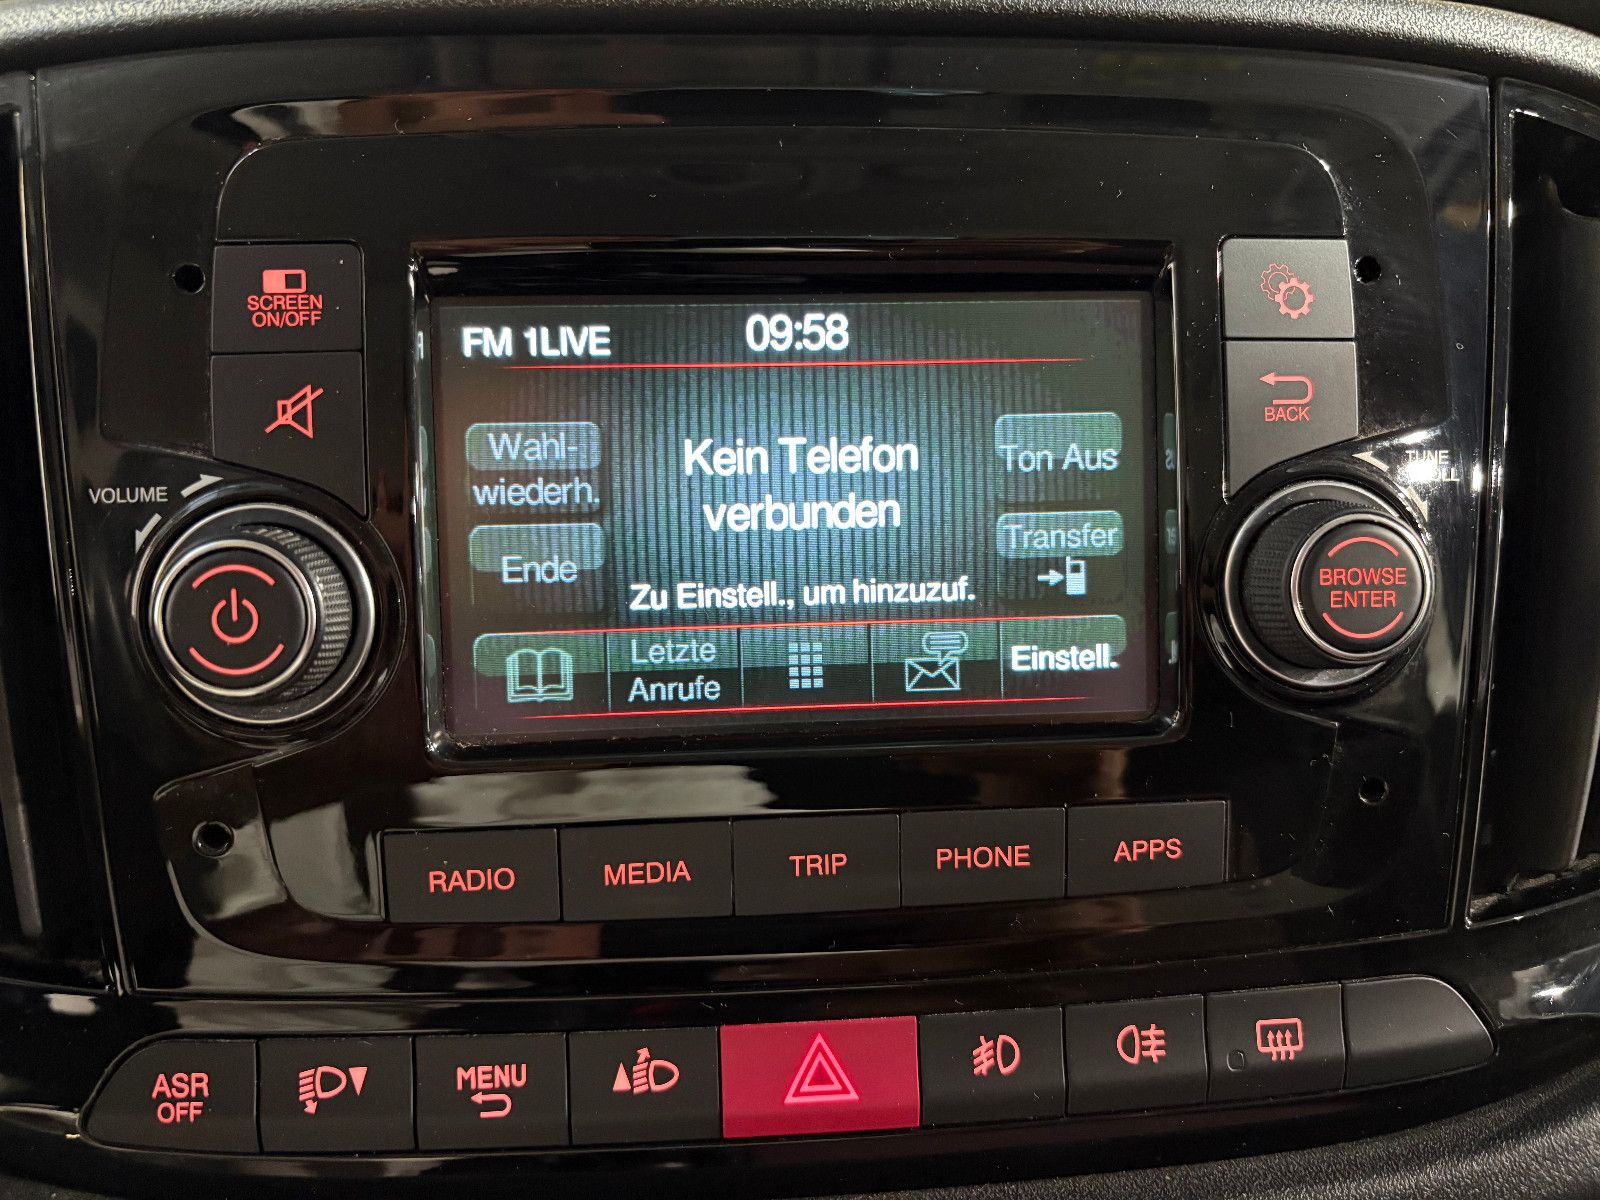 SCREEN
ON/OFF
VOLUME
FM 1LIVE
09:58
Wahl-
wiederh.
Ende
Kein Telefon
verbunden
Zu Einstell., um hinzuzuf.
Ton Aus
Transfer
Letzte
Anrufe
Einstell.
BACK
TUNE
BROWSE
ENTER
RADIO
MEDIA
TRIP
PHONE
APPS
ASR
OFF
MENU